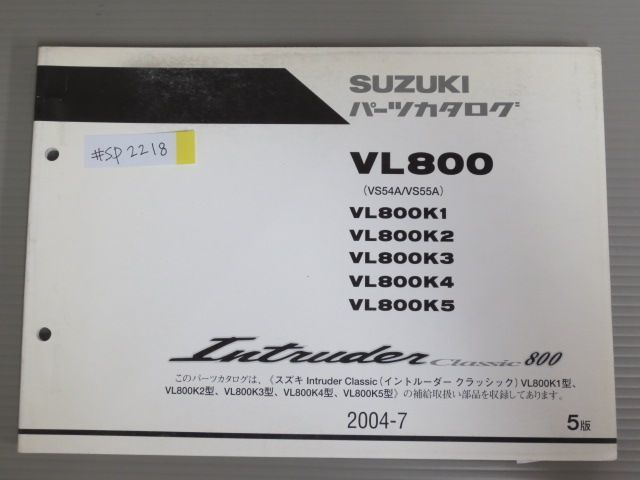 SUZUKI
パーツカタログ
#SP2218
VL800
(VS54A/VS55A)
VL800K1
VL800K2
VL800K3
VL800K4
VL800K5
Intruder Classic 800
このパーツカタログは、《スズキ Intruder Classic(イントルーダー クラッシック) VL800K1型、
VL800K2型、VL800K3型、VL800K4型、VL800K5型》の補給取扱い部品を収録してあります。
2004-7
5版